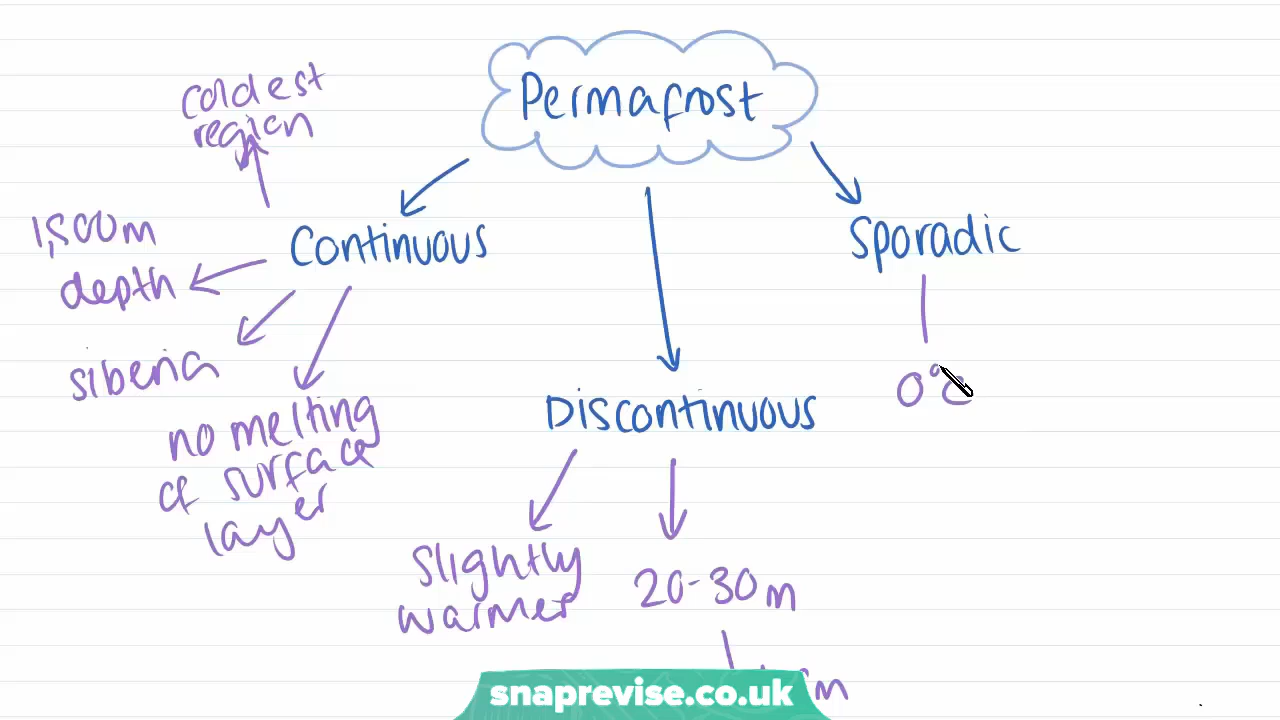 Permafrost
coldest
region
1,500m
depth
Continuous
siberia
no melting
of surface
layer
Discontinuous
slightly
warmer
20-30m
m
Sporadic
0°C
snaprevise.co.uk